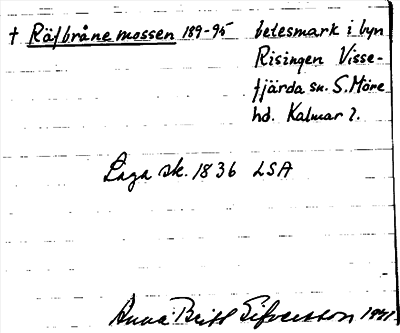 † Räfbråne mossen 189-95 betesmark i byn
Risingen Visse-
fjärda sn. S. Möre
hd. Kalmar l.
Laga sk. 1836 LSA
Anna Britt Sifversson 1941.